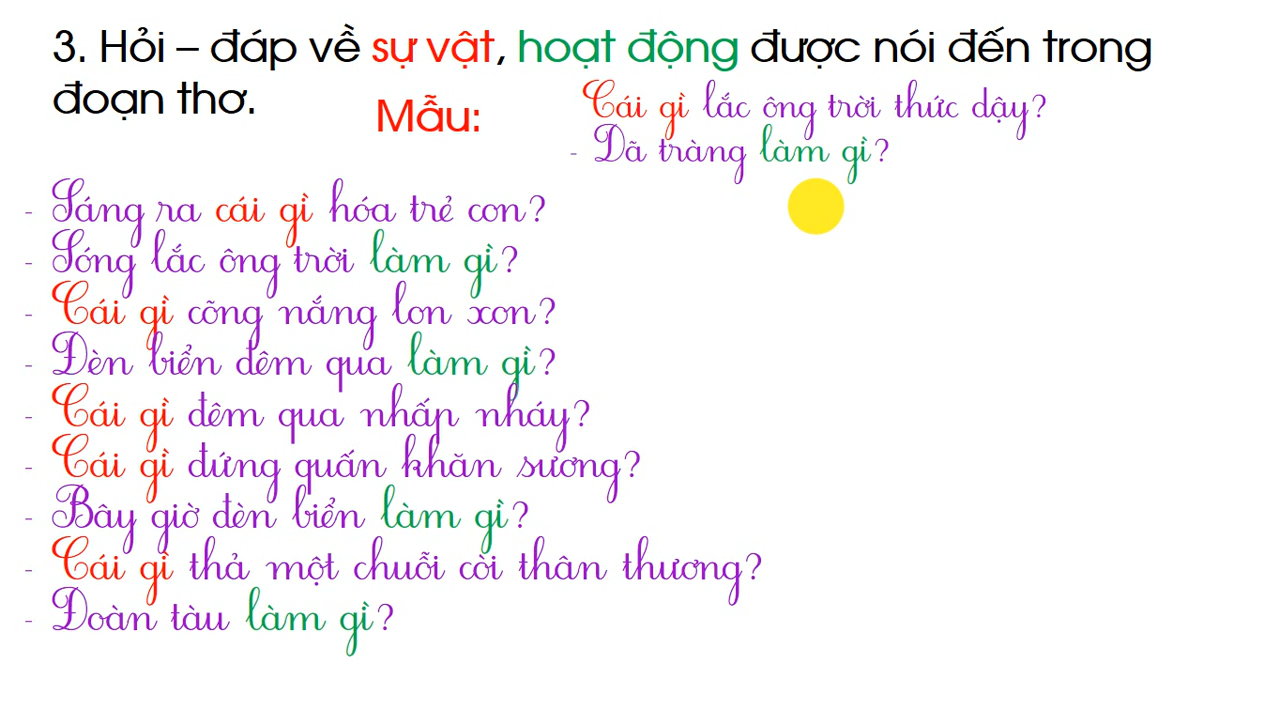 3. Hỏi – đáp về sự vật, hoạt động được nói đến trong
đoạn thơ.
Mẫu:
Cái gì lắc ông trời thức dậy?
- Dã tràng làm gì?
- Sáng ra cái gì hóa trẻ con?
- Sóng lắc ông trời làm gì?
- Cái gì cõng nắng lon xon?
- Đèn biển đêm qua làm gì?
- Cái gì đêm qua nhấp nháy?
- Cái gì đứng quấn khăn sương?
- Bây giờ đèn biển làm gì?
- Cái gì thả một chuỗi còi thân thương?
- Đoàn tàu làm gì?